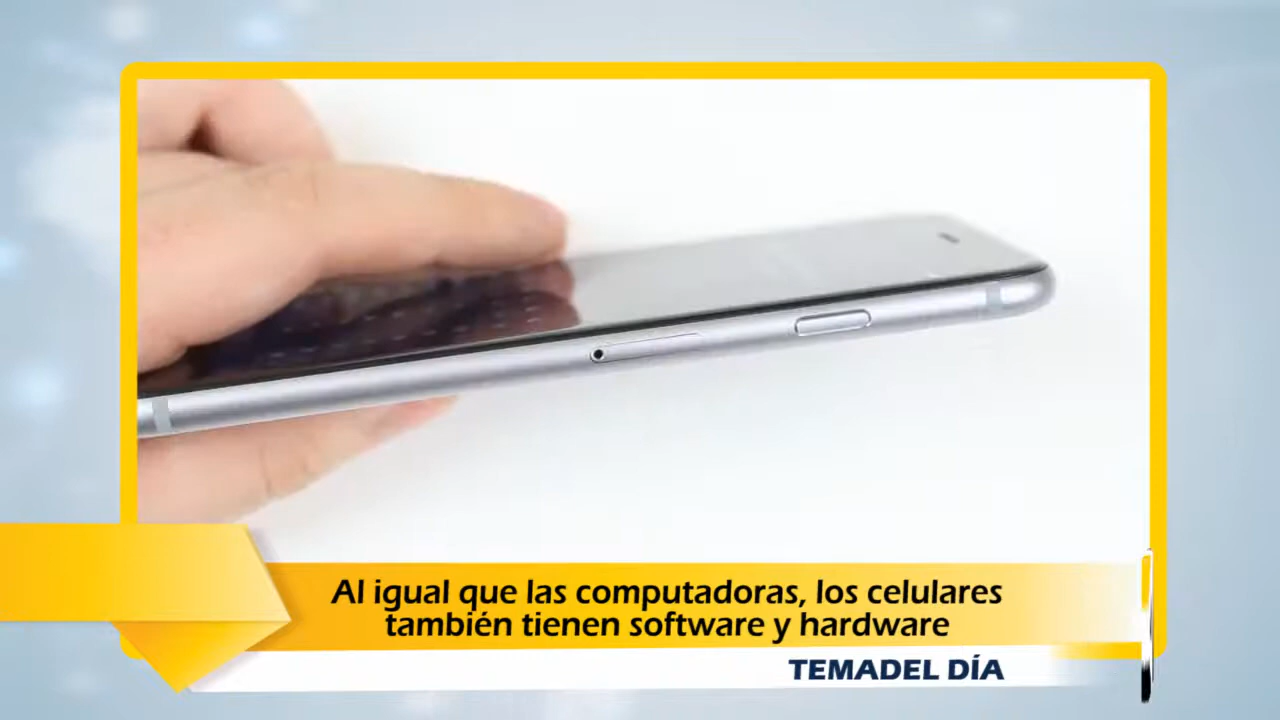 Al igual que las computadoras, los celulares
también tienen software y hardware
TEMADEL DÍA